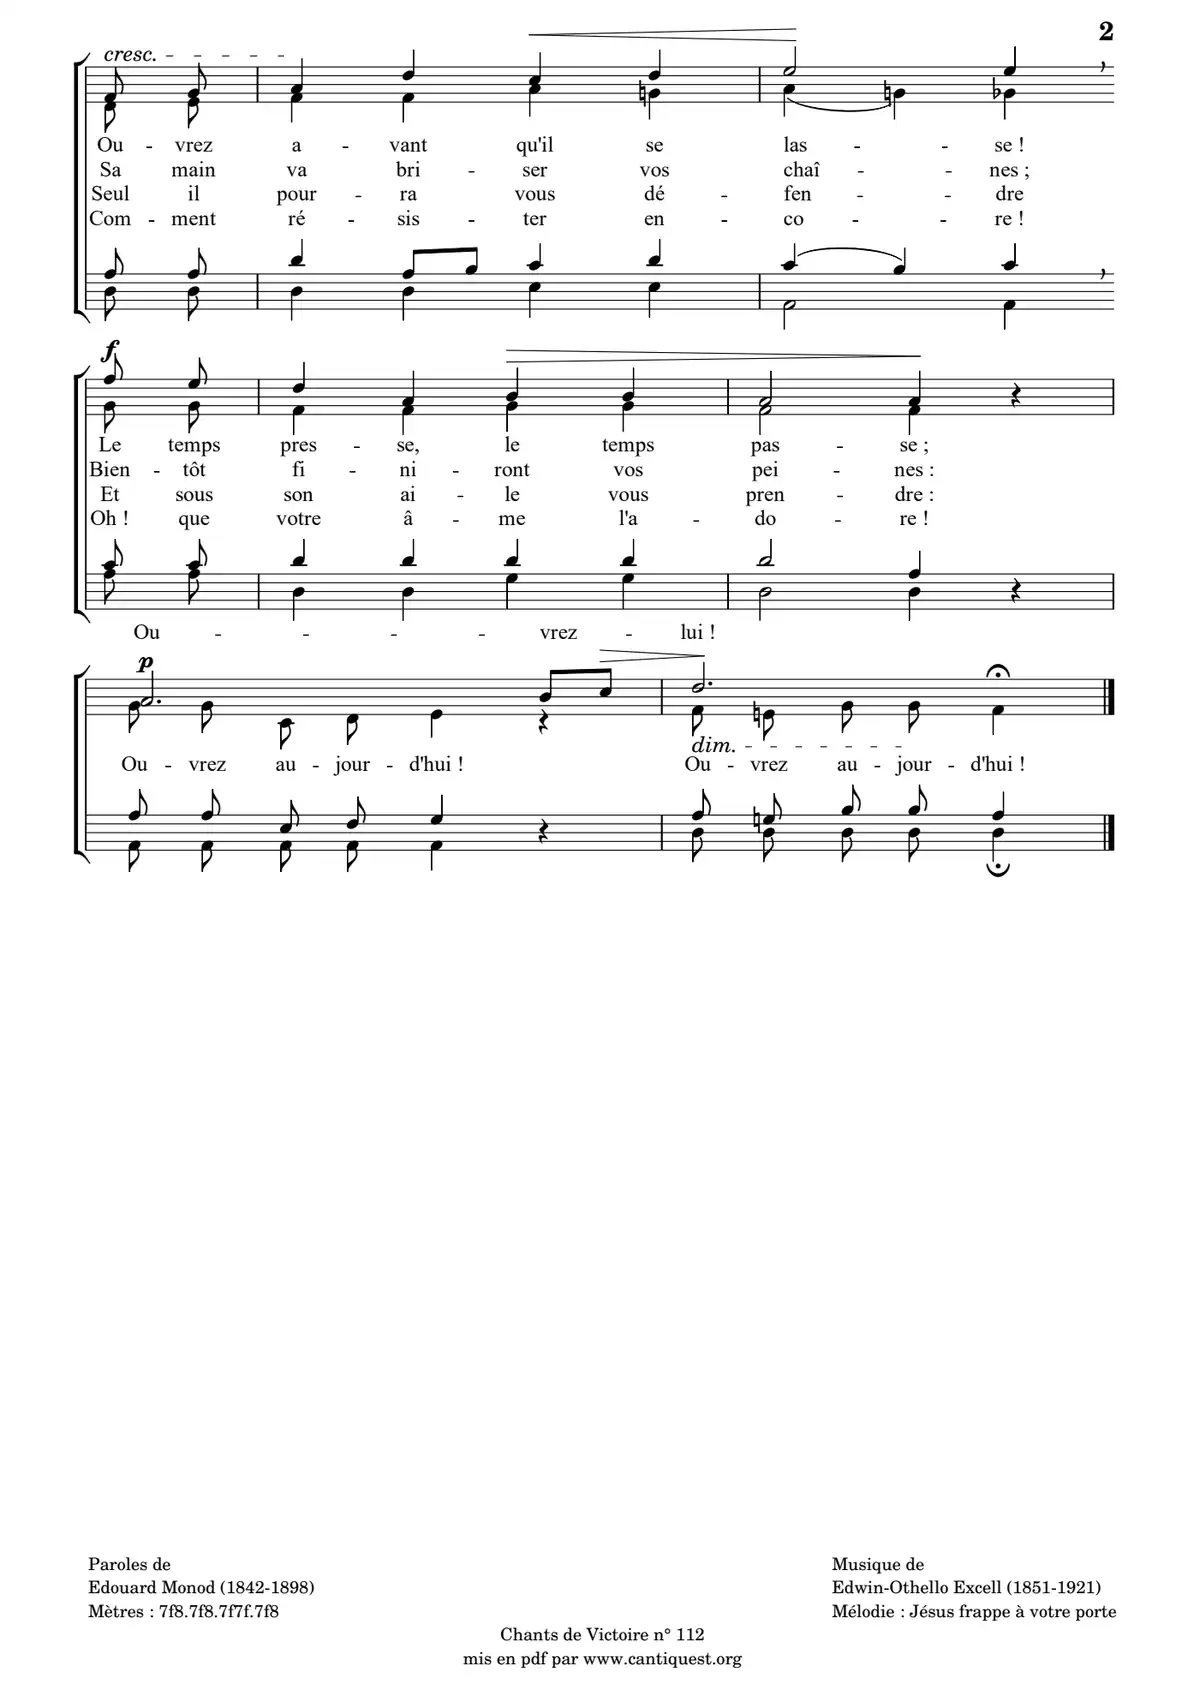 2
cresc.
Ou - vrez a - vant qu'il se las - - se !
Sa main va bri - ser vos chaî - - nes ;
Seul il pour - ra vous dé - fen - - dre
Com - ment ré - sis - ter en - co - - re !
f
Le temps pres - se, le temps pas - se ;
Bien - tôt fi - ni - ront vos pei - nes :
Et sous son ai - le vous pren - dre :
Oh ! que votre â - me l'a - do - re !
Ou - - - - vrez - lui !
p
dim.
Ou - vrez au - jour - d'hui ! Ou - vrez au - jour - d'hui !
Paroles de
Edouard Monod (1842-1898)
Mètres : 7f8.7f8.7f7f.7f8
Musique de
Edwin-Othello Excell (1851-1921)
Mélodie : Jésus frappe à votre porte
Chants de Victoire n° 112
mis en pdf par www.cantiquest.org